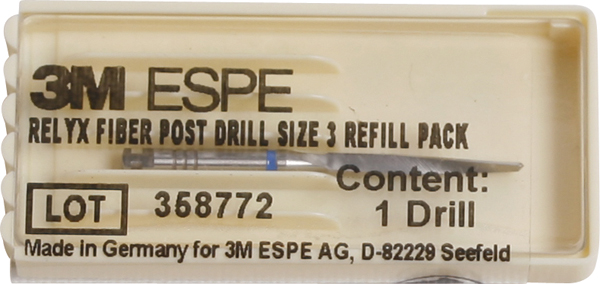 3M ESPE
RELYX FIBER POST DRILL SIZE 3 REFILL PACK
Content:
LOT 358772 1 Drill
Made in Germany for 3M ESPE AG, D-82229 Seefeld